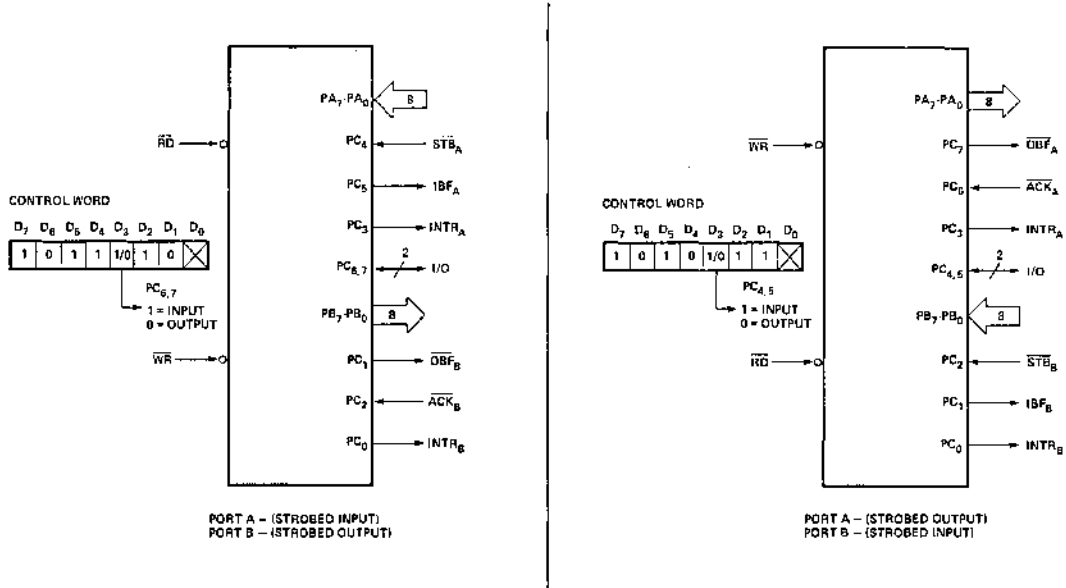 PA7-PA0
8
RD
PC4
STBA
PC5
IBFA
CONTROL WORD
D7 D6 D5 D4 D3 D2 D1 D0
1 0 1 1 1/0 1 0 X
PC3
INTRA
PC6,7
2
I/O
PC6,7
1 = INPUT
0 = OUTPUT
PB7-PB0
8
WR
PC1
OBFB
PC2
ACKB
PC0
INTRB
PORT A – (STROBED INPUT)
PORT B – (STROBED OUTPUT)
PA7-PA0
8
WR
PC7
OBFA
PC6
ACKA
CONTROL WORD
D7 D6 D5 D4 D3 D2 D1 D0
1 0 1 0 1/0 1 1 X
PC3
INTRA
PC4,5
2
I/O
PC4,5
1 = INPUT
0 = OUTPUT
PB7-PB0
8
RD
PC2
STBB
PC1
IBFB
PC0
INTRB
PORT A – (STROBED OUTPUT)
PORT B – (STROBED INPUT)